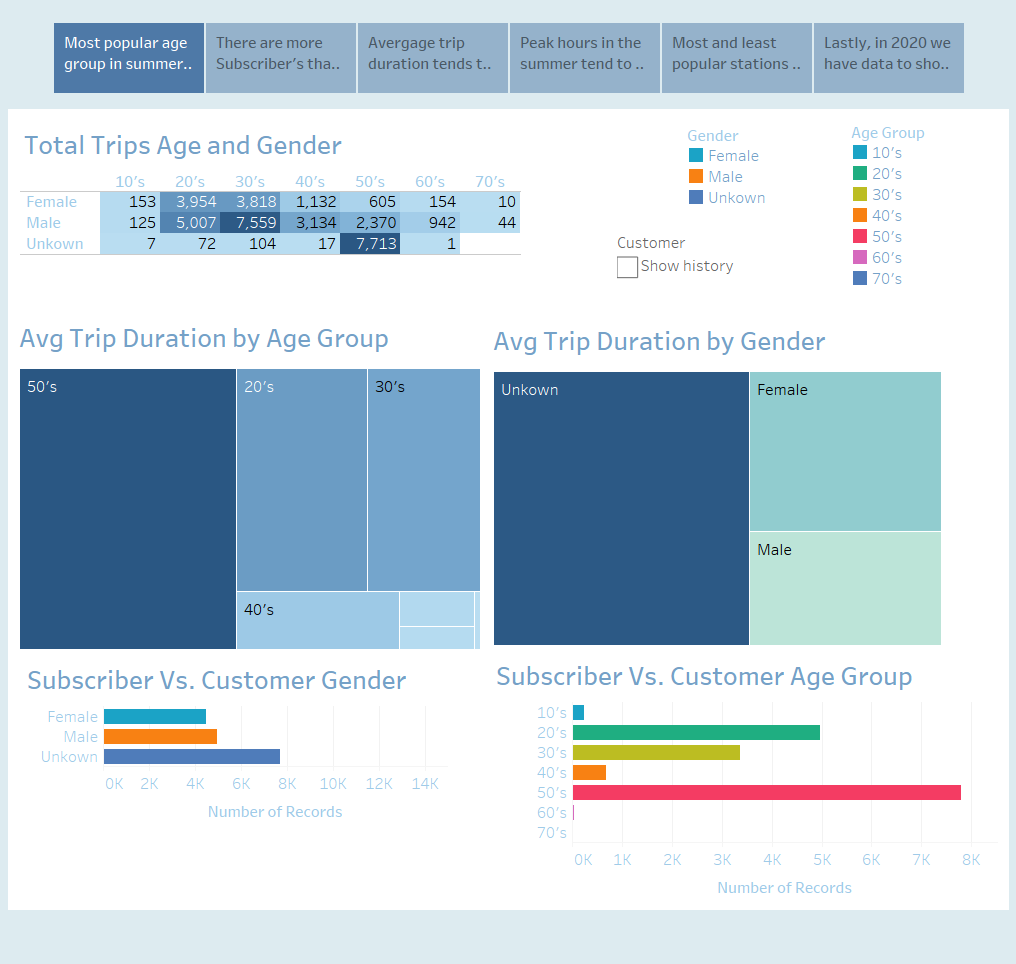 Most popular age
group in summer..
There are more
Subscriber's tha..
Avergage trip
duration tends t..
Peak hours in the
summer tend to ..
Most and least
popular stations ..
Lastly, in 2020 we
have data to sho..
Total Trips Age and Gender
10's 20's 30's 40's 50's 60's 70's
Female 153 3,954 3,818 1,132 605 154 10
Male 125 5,007 7,559 3,134 2,370 942 44
Unkown 7 72 104 17 7,713 1
Gender
Female
Male
Unkown
Customer
Show history
Age Group
10's
20's
30's
40's
50's
60's
70's
Avg Trip Duration by Age Group
50's
20's
30's
40's
Avg Trip Duration by Gender
Unkown
Female
Male
Subscriber Vs. Customer Gender
Female
Male
Unkown
0K 2K 4K 6K 8K 10K 12K 14K
Number of Records
Subscriber Vs. Customer Age Group
10's
20's
30's
40's
50's
60's
70's
0K 1K 2K 3K 4K 5K 6K 7K 8K
Number of Records